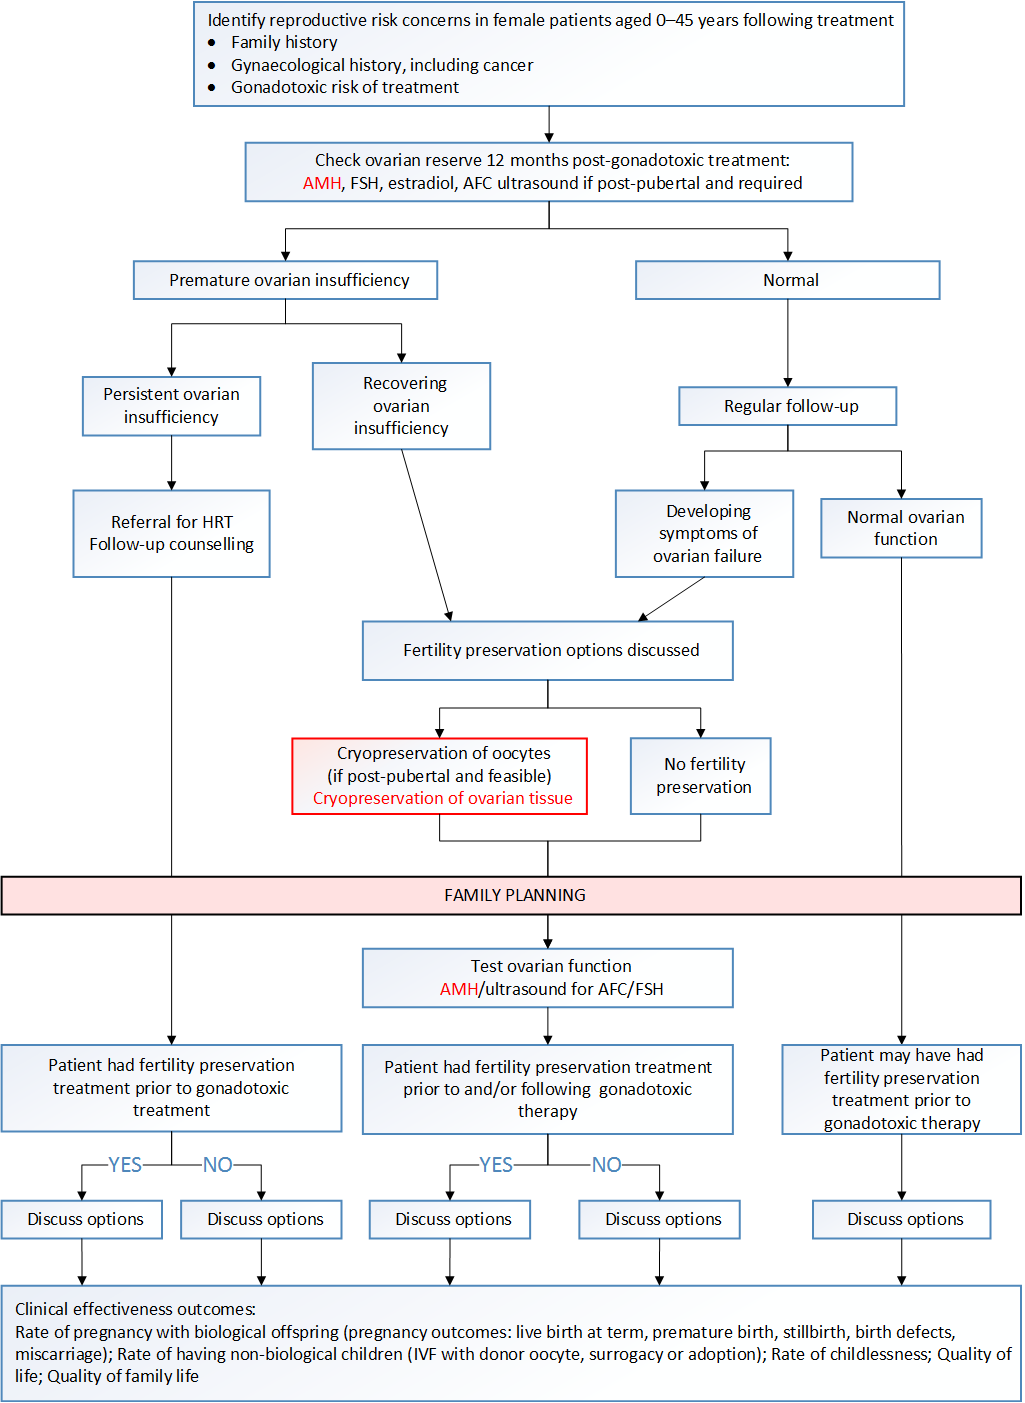 Identify reproductive risk concerns in female patients aged 0–45 years following treatment
• Family history
• Gynaecological history, including cancer
• Gonadotoxic risk of treatment
Check ovarian reserve 12 months post-gonadotoxic treatment:
AMH, FSH, estradiol, AFC ultrasound if post-pubertal and required
Premature ovarian insufficiency
Normal
Persistent ovarian
insufficiency
Recovering
ovarian
insufficiency
Regular follow-up
Referral for HRT
Follow-up counselling
Developing
symptoms of
ovarian failure
Normal ovarian
function
Fertility preservation options discussed
Cryopreservation of oocytes
(if post-pubertal and feasible)
Cryopreservation of ovarian tissue
No fertility
preservation
FAMILY PLANNING
Test ovarian function
AMH/ultrasound for AFC/FSH
Patient had fertility preservation
treatment prior to gonadotoxic
treatment
Patient had fertility preservation treatment
prior to and/or following gonadotoxic
therapy
Patient may have had
fertility preservation
treatment prior to
gonadotoxic therapy
YES
NO
YES
NO
Discuss options
Discuss options
Discuss options
Discuss options
Discuss options
Clinical effectiveness outcomes:
Rate of pregnancy with biological offspring (pregnancy outcomes: live birth at term, premature birth, stillbirth, birth defects,
miscarriage); Rate of having non-biological children (IVF with donor oocyte, surrogacy or adoption); Rate of childlessness; Quality of
life; Quality of family life